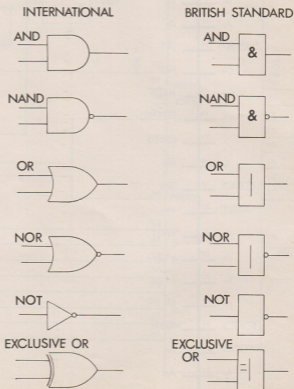 INTERNATIONAL BRITISH STANDARD
AND AND
&
NAND NAND
&
OR OR
|
NOR NOR
|
NOT NOT
EXCLUSIVE OR EXCLUSIVE
OR
=|